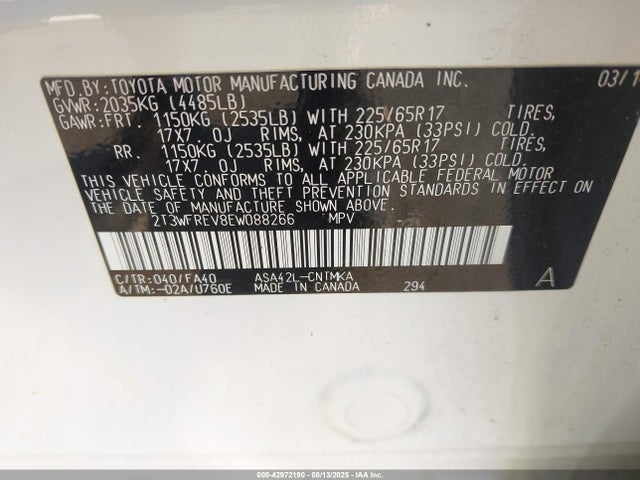 MFD.BY: TOYOTA MOTOR MANUFACTURING CANADA INC. 03/1
GVWR:2035KG (4485LB)
GAWR:FRT. 1150KG (2535LB) WITH 225/65R17 TIRES,
17X7 0J RIMS, AT 230KPA (33PSI) COLD.
RR. 1150KG (2535LB) WITH 225/65R17 TIRES,
17X7 0J RIMS, AT 230KPA (33PSI) COLD.
THIS VEHICLE CONFORMS TO ALL APPLICABLE FEDERAL MOTOR
VEHICLE SAFETY AND THEFT PREVENTION STANDARDS IN EFFECT ON
THE DATE OF MANUFACTURE SHOWN ABOVE.
2T3WFREV8EW088266 MPV
C/TR:040/FA40 ASA42L-CNTMKA
A/TM:-02A/U760E MADE IN CANADA 294 A
000-42972190 - 08/13/2025 - IAAI.com